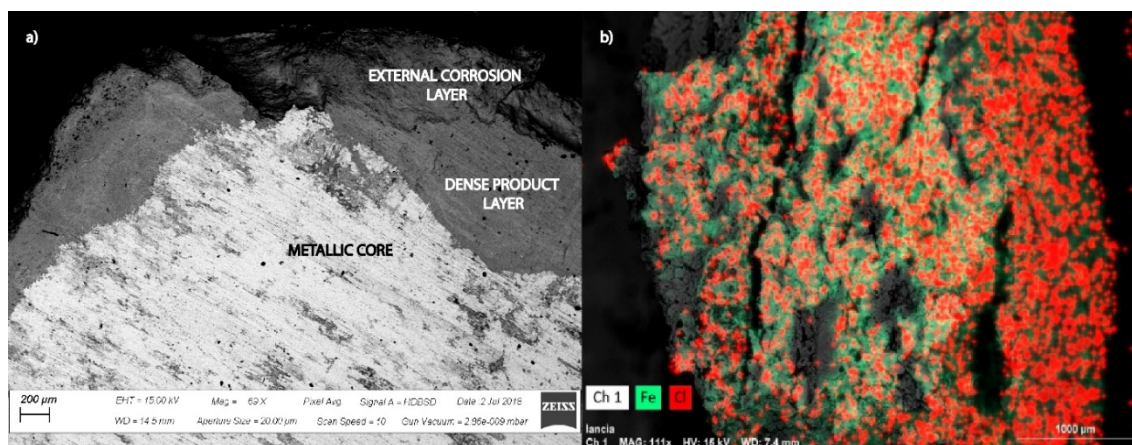 a)
EXTERNAL CORROSION
LAYER
DENSE PRODUCT
LAYER
METALLIC CORE
200 µm
EHT = 15.00 kV Mag = 69 X Pixel Avg. Signal A = HDBSD Date :2 Jul 2018
WD = 14.5 mm Aperture Size = 20.00 µm Scan Speed = 10 Gun Vacuum = 2.86e-009 mbar
ZEISS
b)
Ch 1 Fe Cl
lancia
Ch 1 MAG: 111x HV: 15 kV WD: 7.4 mm
1000 µm